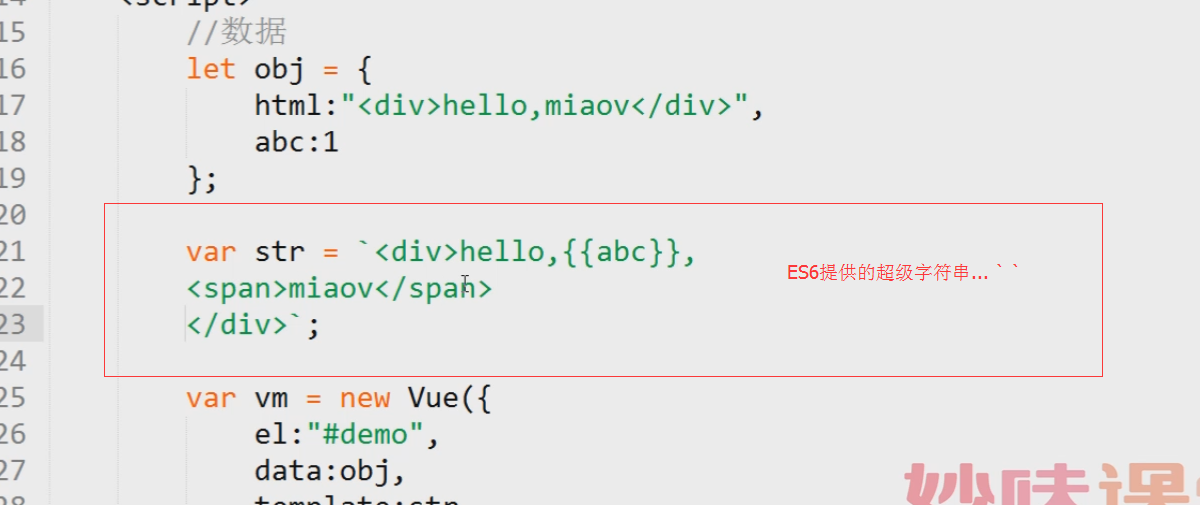 14 <script>
15 //数据
16 let obj = {
17 html:"<div>hello,miaov</div>",
18 abc:1
19 };
20
21 var str = `<div>hello,{{abc}},
ES6提供的超级字符串...``
22 <span>miaov</span>
23 </div>`;
24
25 var vm = new Vue({
26 el:"#demo",
27 data:obj,
28 template:str
妙味课